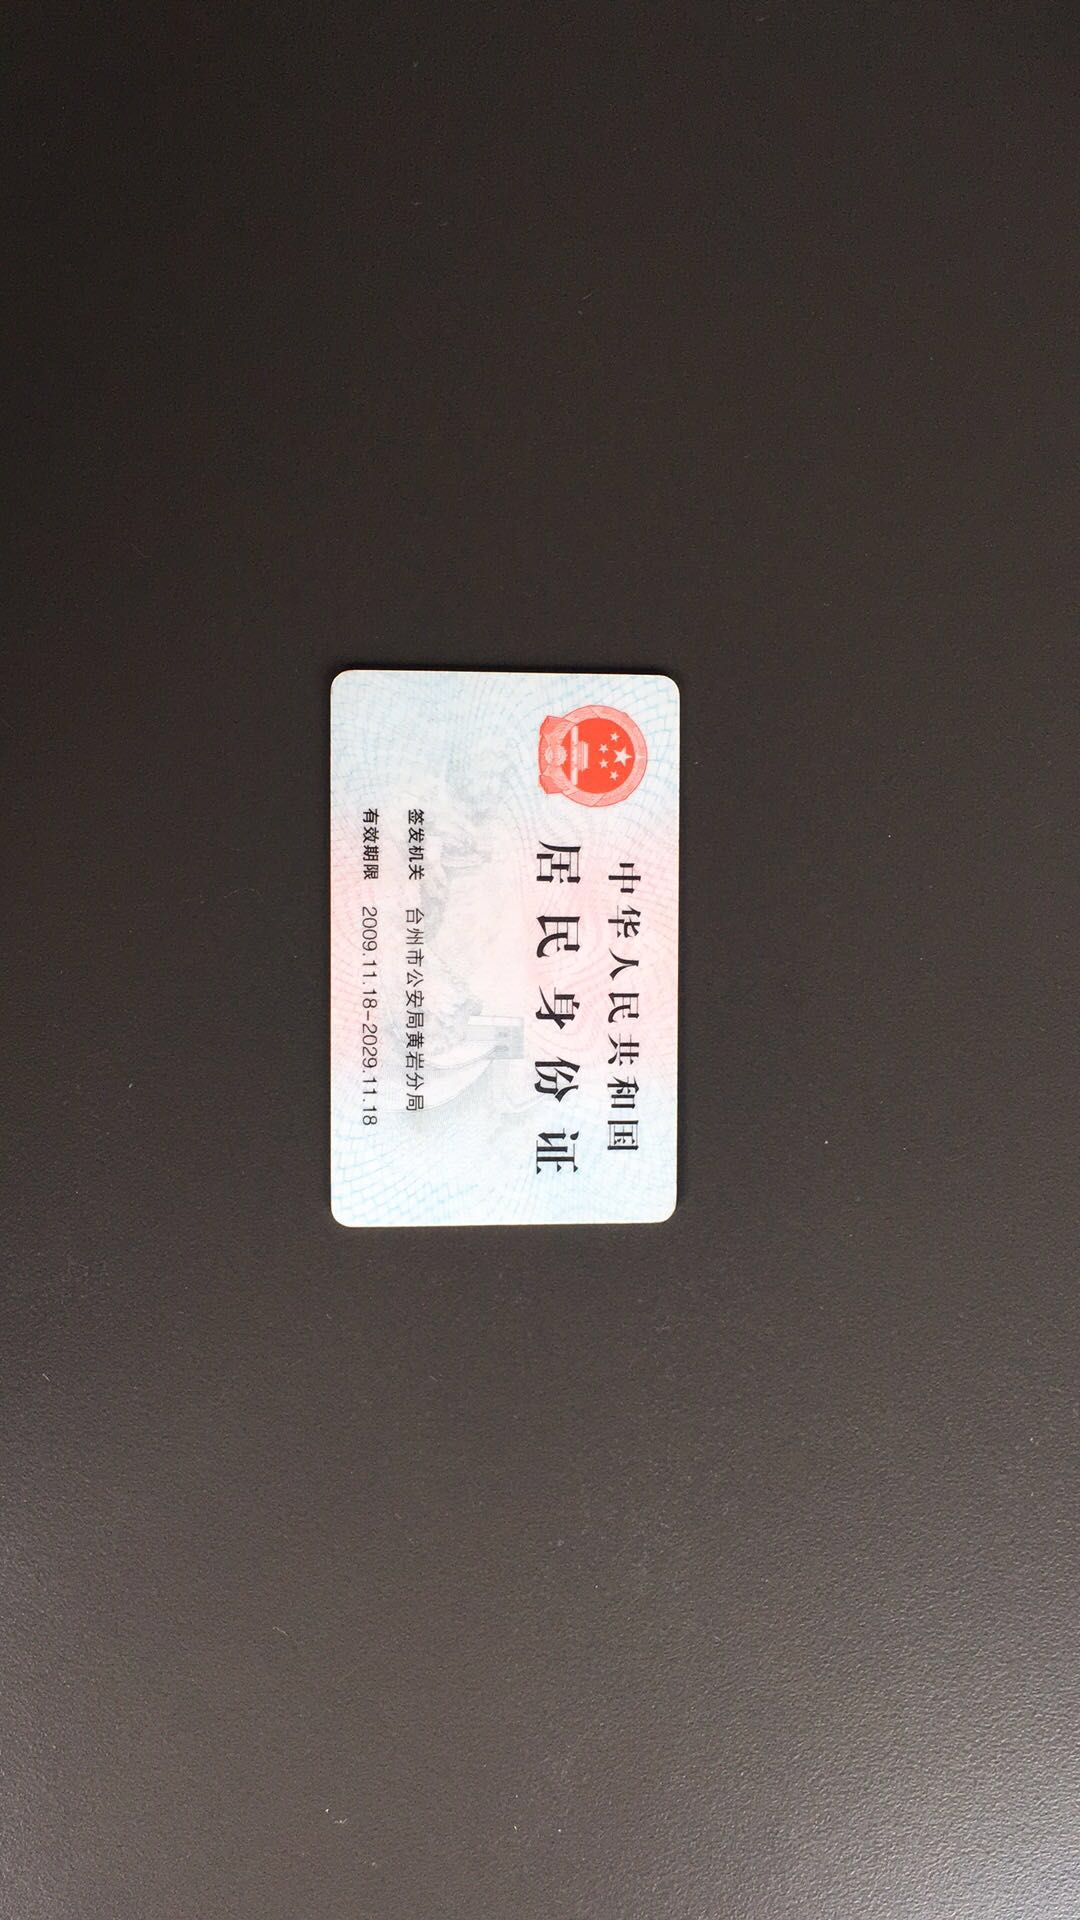 中华人民共和国
居民身份证
签发机关 台州市公安局黄岩分局
有效期限 2009.11.18-2029.11.18